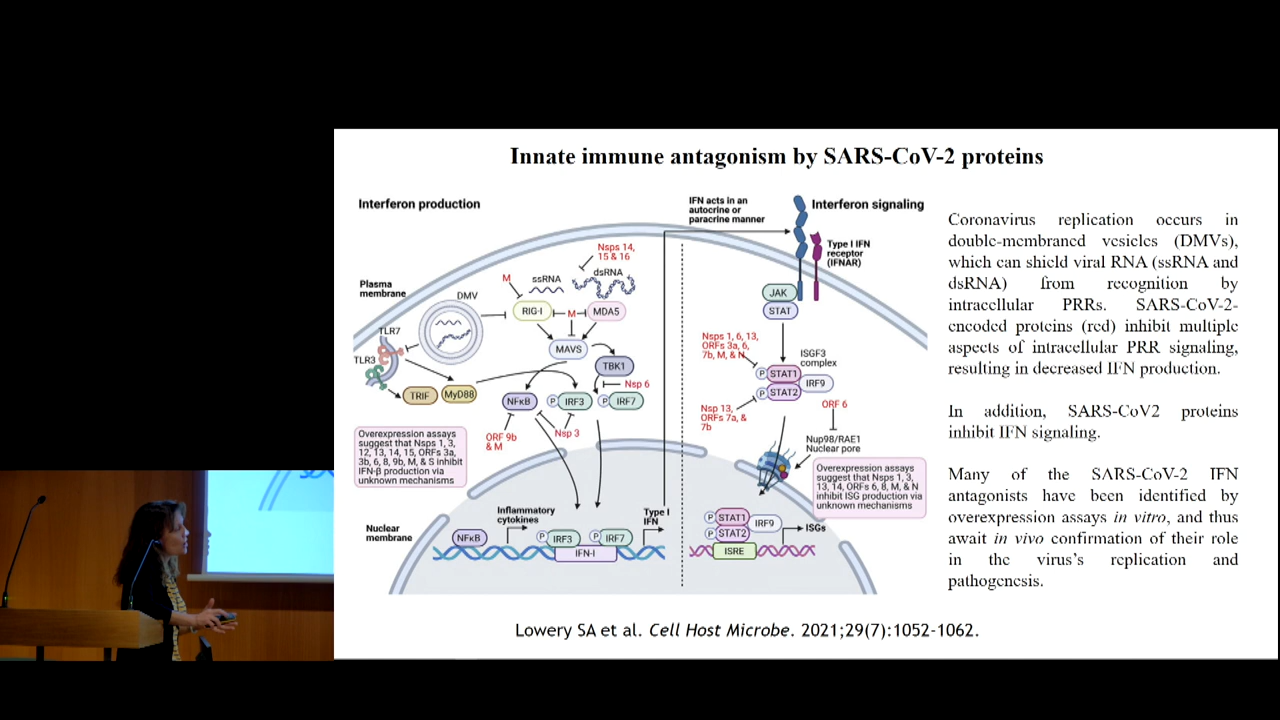 Innate immune antagonism by SARS-CoV-2 proteins
Interferon production
IFN acts in an
autocrine or
paracrine manner
Interferon signaling
Type I IFN
receptor
(IFNAR)
Plasma
membrane
DMV
M
ssRNA
Nsps 14,
15 & 16
dsRNA
RIG-I
M
MDA5
MAVS
TBK1
Nsp 6
TLR7
TLR3
TRIF
MyD88
NFκB
P IRF3
P IRF7
ORF 9b
& M
Nsp 3
Overexpression assays
suggest that Nsps 1, 3,
12, 13, 14, 15, ORFs 3a,
3b, 6, 8, 9b, M, & S inhibit
IFN-β production via
unknown mechanisms
Nuclear
membrane
Inflammatory
cytokines
NFκB
P IRF3
P IRF7
IFN-I
Type I
IFN
JAK
STAT
Nsps 1, 6, 13,
ORFs 3a, 6,
7b, M, & N
ISGF3
complex
P STAT1
P STAT2
IRF9
Nsp 13,
ORFs 7a, &
7b
ORF 6
Nup98/RAE1
Nuclear pore
Overexpression assays
suggest that Nsps 1, 3,
13, 14, ORFs 6, 8, M, & N
inhibit ISG production via
unknown mechanisms
P STAT1
P STAT2
IRF9
ISGs
ISRE
Coronavirus replication occurs in
double-membraned vesicles (DMVs),
which can shield viral RNA (ssRNA and
dsRNA) from recognition by
intracellular PRRs. SARS-CoV-2-
encoded proteins (red) inhibit multiple
aspects of intracellular PRR signaling,
resulting in decreased IFN production.
In addition, SARS-CoV2 proteins
inhibit IFN signaling.
Many of the SARS-CoV-2 IFN
antagonists have been identified by
overexpression assays in vitro, and thus
await in vivo confirmation of their role
in the virus's replication and
pathogenesis.
Lowery SA et al. Cell Host Microbe. 2021;29(7):1052-1062.